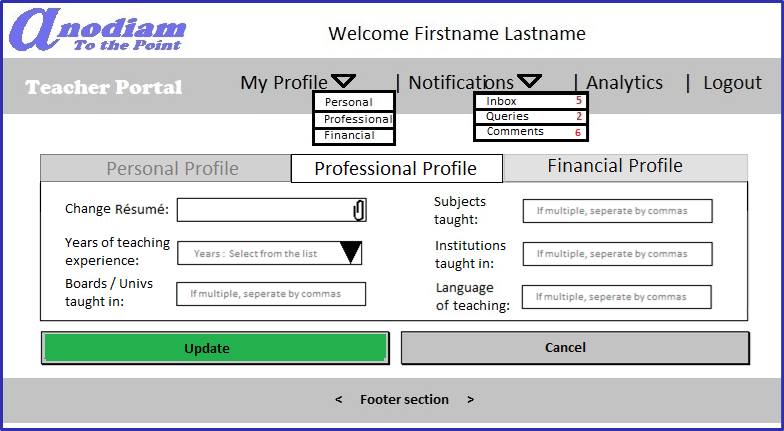 Anodiam
To the Point
Welcome Firstname Lastname
Teacher Portal
My Profile | Notifications | Analytics | Logout
Personal
Professional
Financial
Inbox 5
Queries 2
Comments 6
Personal Profile
Professional Profile
Financial Profile
Change Résumé:
Years of teaching
experience:
Years : Select from the list
Boards / Univs
taught in:
If multiple, seperate by commas
Subjects
taught:
If multiple, seperate by commas
Institutions
taught in:
If multiple, seperate by commas
Language
of teaching:
If multiple, seperate by commas
Update
Cancel
< Footer section >